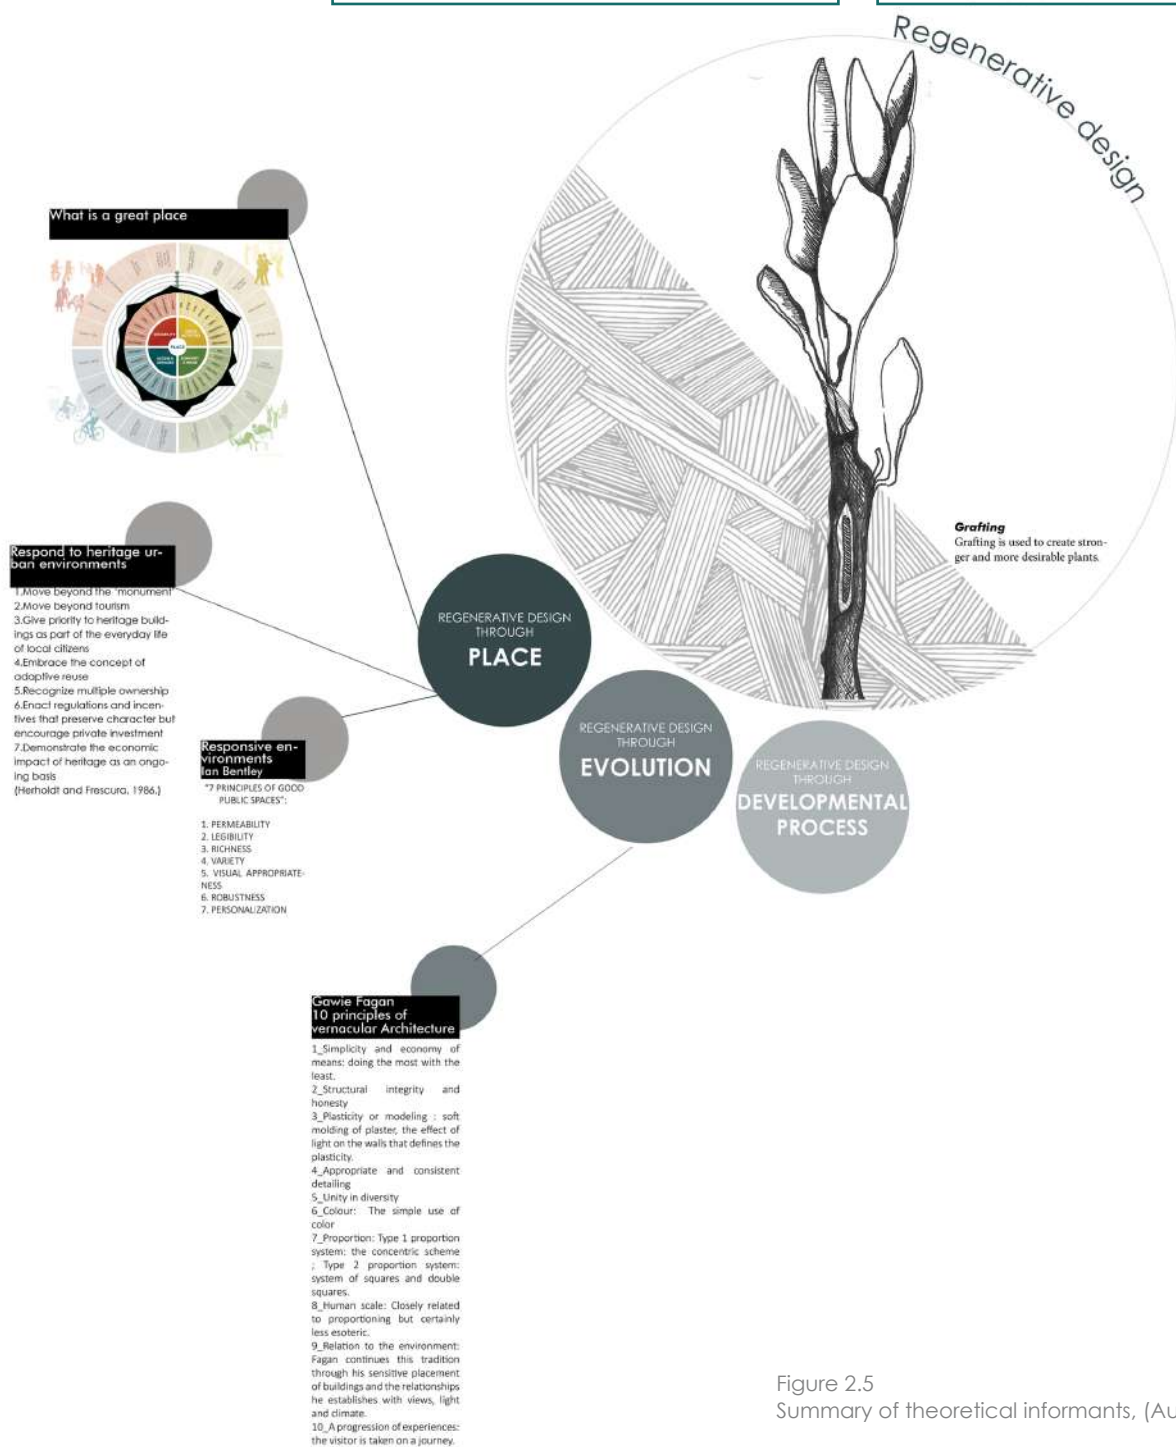 Regenerative design
What is a great place
PLACE
Grafting
Grafting is used to create stron-
ger and more desirable plants.
Respond to heritage ur-
ban environments
1.Move beyond the "monument"
2.Move beyond tourism
3.Give priority to heritage build-
ings as part of the everyday life
of local citizens
4.Embrace the concept of
adaptive reuse
5.Recognize multiple ownership
6.Enact regulations and incen-
tives that preserve character but
encourage private investment
7.Demonstrate the economic
impact of heritage as an ongo-
ing basis
(Herholdt and Frescura, 1986.)
REGENERATIVE DESIGN
THROUGH
PLACE
REGENERATIVE DESIGN
THROUGH
EVOLUTION
REGENERATIVE DESIGN
THROUGH
DEVELOPMENTAL
PROCESS
Responsive en-
vironments
Ian Bentley
"7 PRINCIPLES OF GOOD
PUBLIC SPACES":
1. PERMEABILITY
2. LEGIBILITY
3. RICHNESS
4. VARIETY
5. VISUAL APPROPRIATE-
NESS
6. ROBUSTNESS
7. PERSONALIZATION
Gawie Fagan
10 principles of
vernacular Architecture
1_Simplicity and economy of
means: doing the most with the
least.
2_Structural integrity and
honesty
3_Plasticity or modeling : soft
molding of plaster, the effect of
light on the walls that defines the
plasticity.
4_Appropriate and consistent
detailing
5_Unity in diversity
6_Colour: The simple use of
color
7_Proportion: Type 1 proportion
system: the concentric scheme
; Type 2 proportion system:
system of squares and double
squares.
8_Human scale: Closely related
to proportioning but certainly
less esoteric.
9_Relation to the environment:
Fagan continues this tradition
through his sensitive placement
of buildings and the relationships
he establishes with views, light
and climate.
10_A progression of experiences:
the visitor is taken on a journey.
Figure 2.5
Summary of theoretical informants, (Au